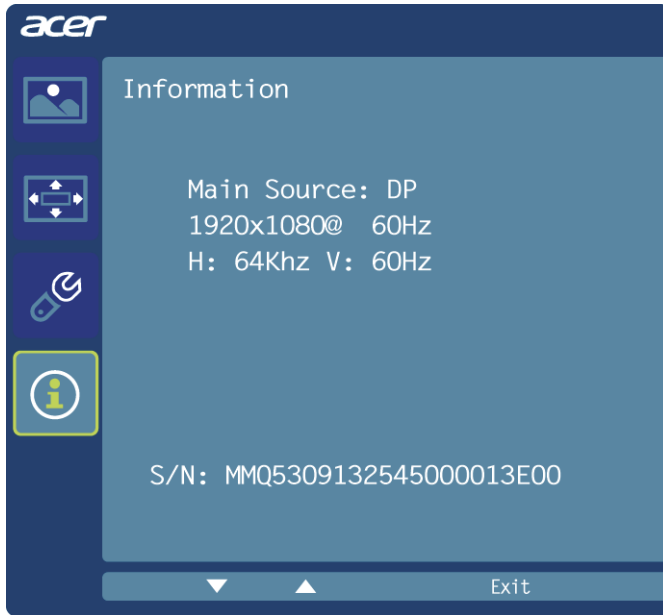 acer
Information
Main Source: DP
1920x1080@ 60Hz
H: 64Khz V: 60Hz
S/N: MMQ5309132545000013E00
Exit